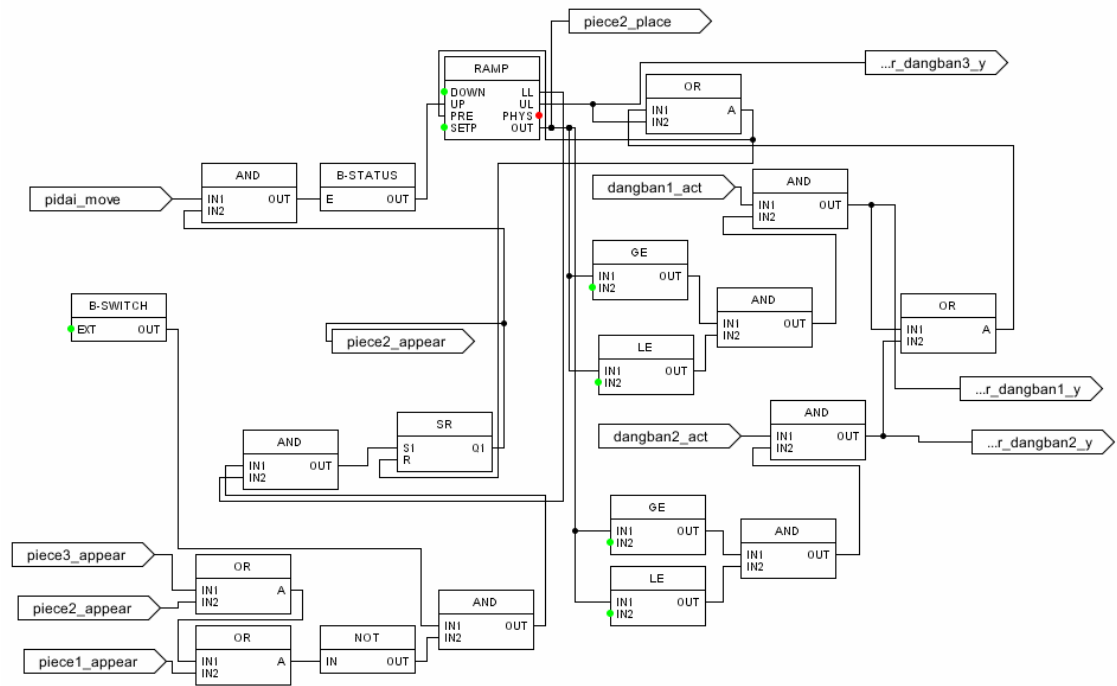 piece2_place
...r_dangban3_y
RAMP
DOWN LL
UP UL
PRE PHYS
SETP OUT
OR
IN1 A
IN2
AND
IN1 OUT
IN2
B-STATUS
E OUT
pidai_move
dangban1_act
AND
IN1 OUT
IN2
GE
IN1 OUT
IN2
AND
IN1 OUT
IN2
OR
IN1 A
IN2
B-SWITCH
EXT OUT
piece2_appear
LE
IN1 OUT
IN2
...r_dangban1_y
SR
S1 Q1
R
AND
IN1 OUT
IN2
dangban2_act
AND
IN1 OUT
IN2
...r_dangban2_y
GE
IN1 OUT
IN2
AND
IN1 OUT
IN2
LE
IN1 OUT
IN2
piece3_appear
OR
IN1 A
IN2
piece2_appear
AND
IN1 OUT
IN2
OR
IN1 A
IN2
NOT
IN OUT
piece1_appear